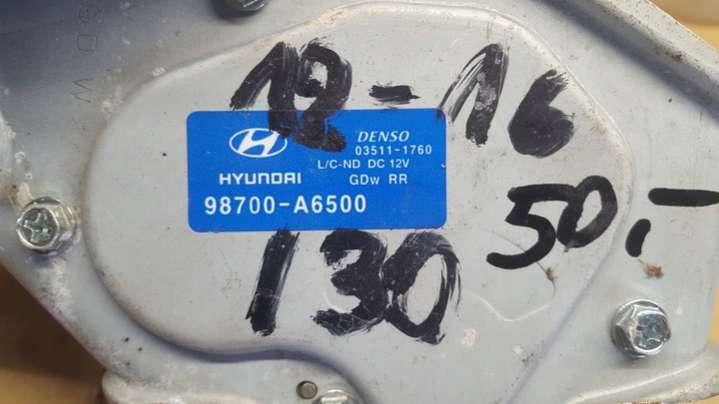 12-16
DENSO
03511-1760
L/C-ND DC 12V
HYUNDAI GDw RR
98700-A6500
50,-
130